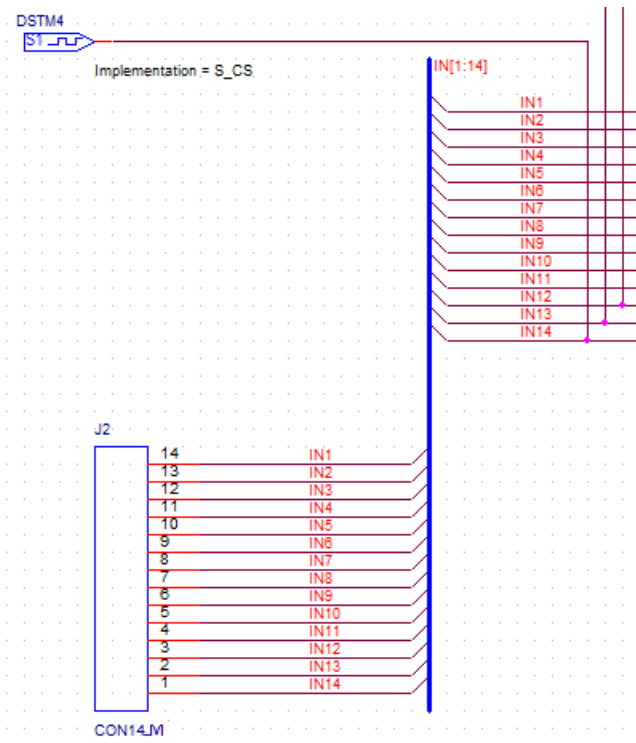 DSTM4
S1
Implementation = S_CS
IN[1:14]
IN1
IN2
IN3
IN4
IN5
IN6
IN7
IN8
IN9
IN10
IN11
IN12
IN13
IN14
J2
14 IN1
13 IN2
12 IN3
11 IN4
10 IN5
9 IN6
8 IN7
7 IN8
6 IN9
5 IN10
4 IN11
3 IN12
2 IN13
1 IN14
CON14_M